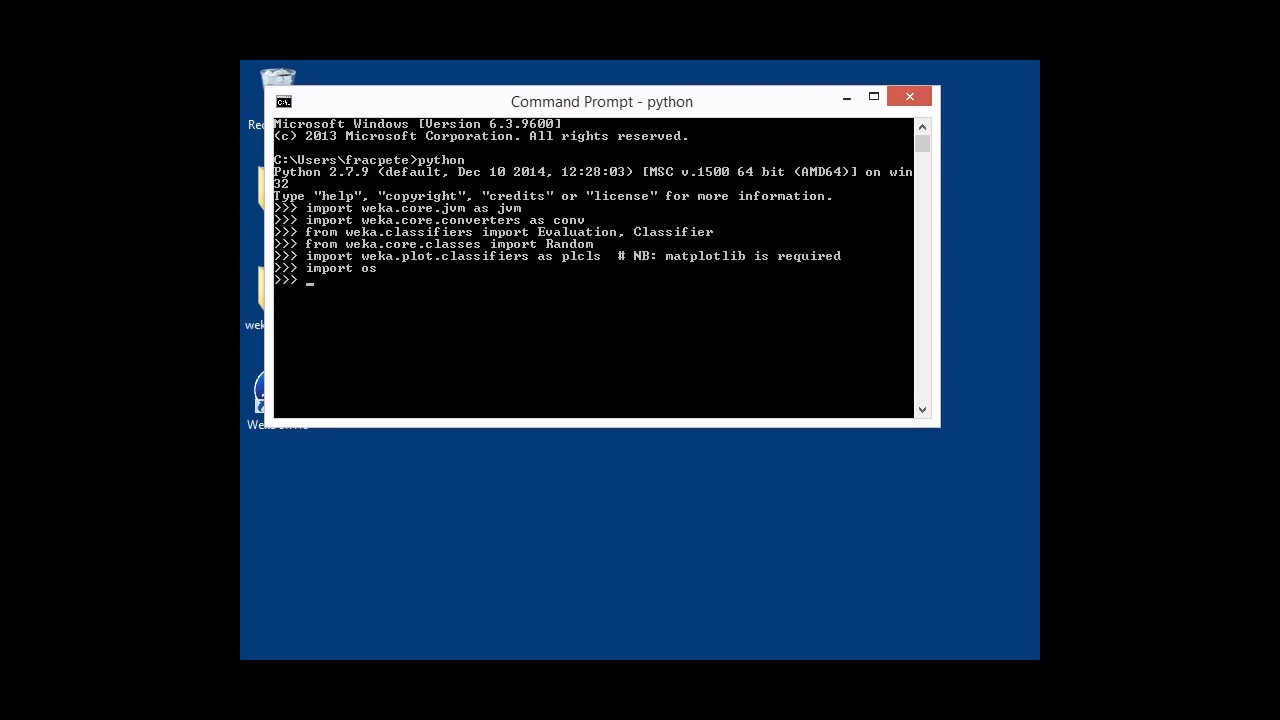 Command Prompt - python
Microsoft Windows [Version 6.3.9600]
(c) 2013 Microsoft Corporation. All rights reserved.
C:\Users\fracpete>python
Python 2.7.9 (default, Dec 10 2014, 12:28:03) [MSC v.1500 64 bit (AMD64)] on win
32
Type "help", "copyright", "credits" or "license" for more information.
>>> import weka.core.jvm as jvm
>>> import weka.core.converters as conv
>>> from weka.classifiers import Evaluation, Classifier
>>> from weka.core.classes import Random
>>> import weka.plot.classifiers as plcls  # NB: matplotlib is required
>>> import os
>>> _